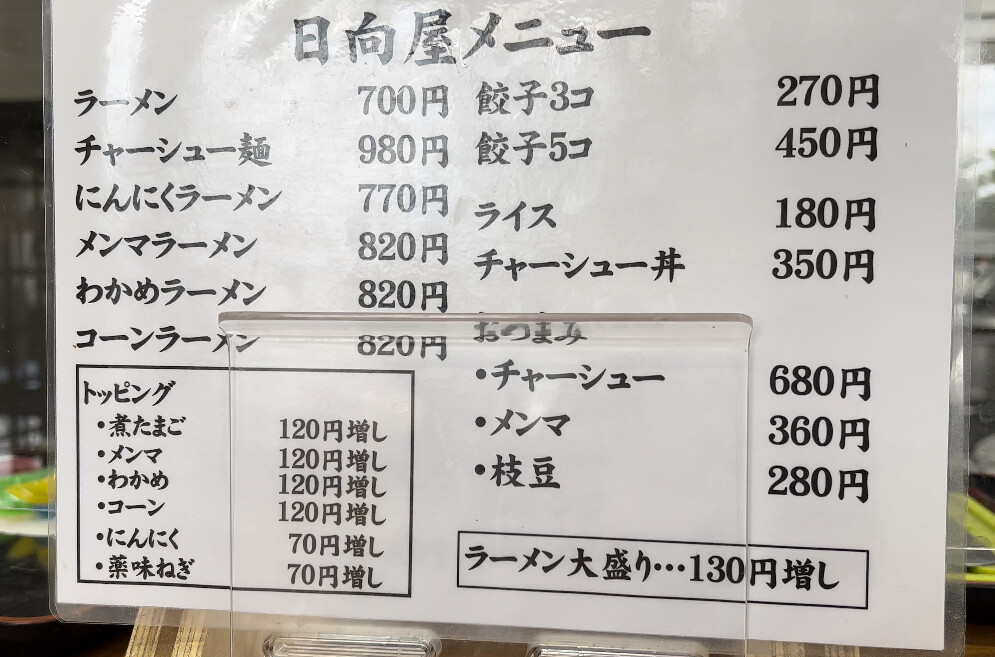 日向屋メニュー
ラーメン 700円
チャーシュー麺 980円
にんにくラーメン 770円
メンマラーメン 820円
わかめラーメン 820円
コーンラーメン 820円
トッピング
・煮たまご 120円増し
・メンマ 120円増し
・わかめ 120円増し
・コーン 120円増し
・にんにく 70円増し
・薬味ねぎ 70円増し
餃子3コ 270円
餃子5コ 450円
ライス 180円
チャーシュー丼 350円
おつまみ
・チャーシュー 680円
・メンマ 360円
・枝豆 280円
ラーメン大盛り…130円増し